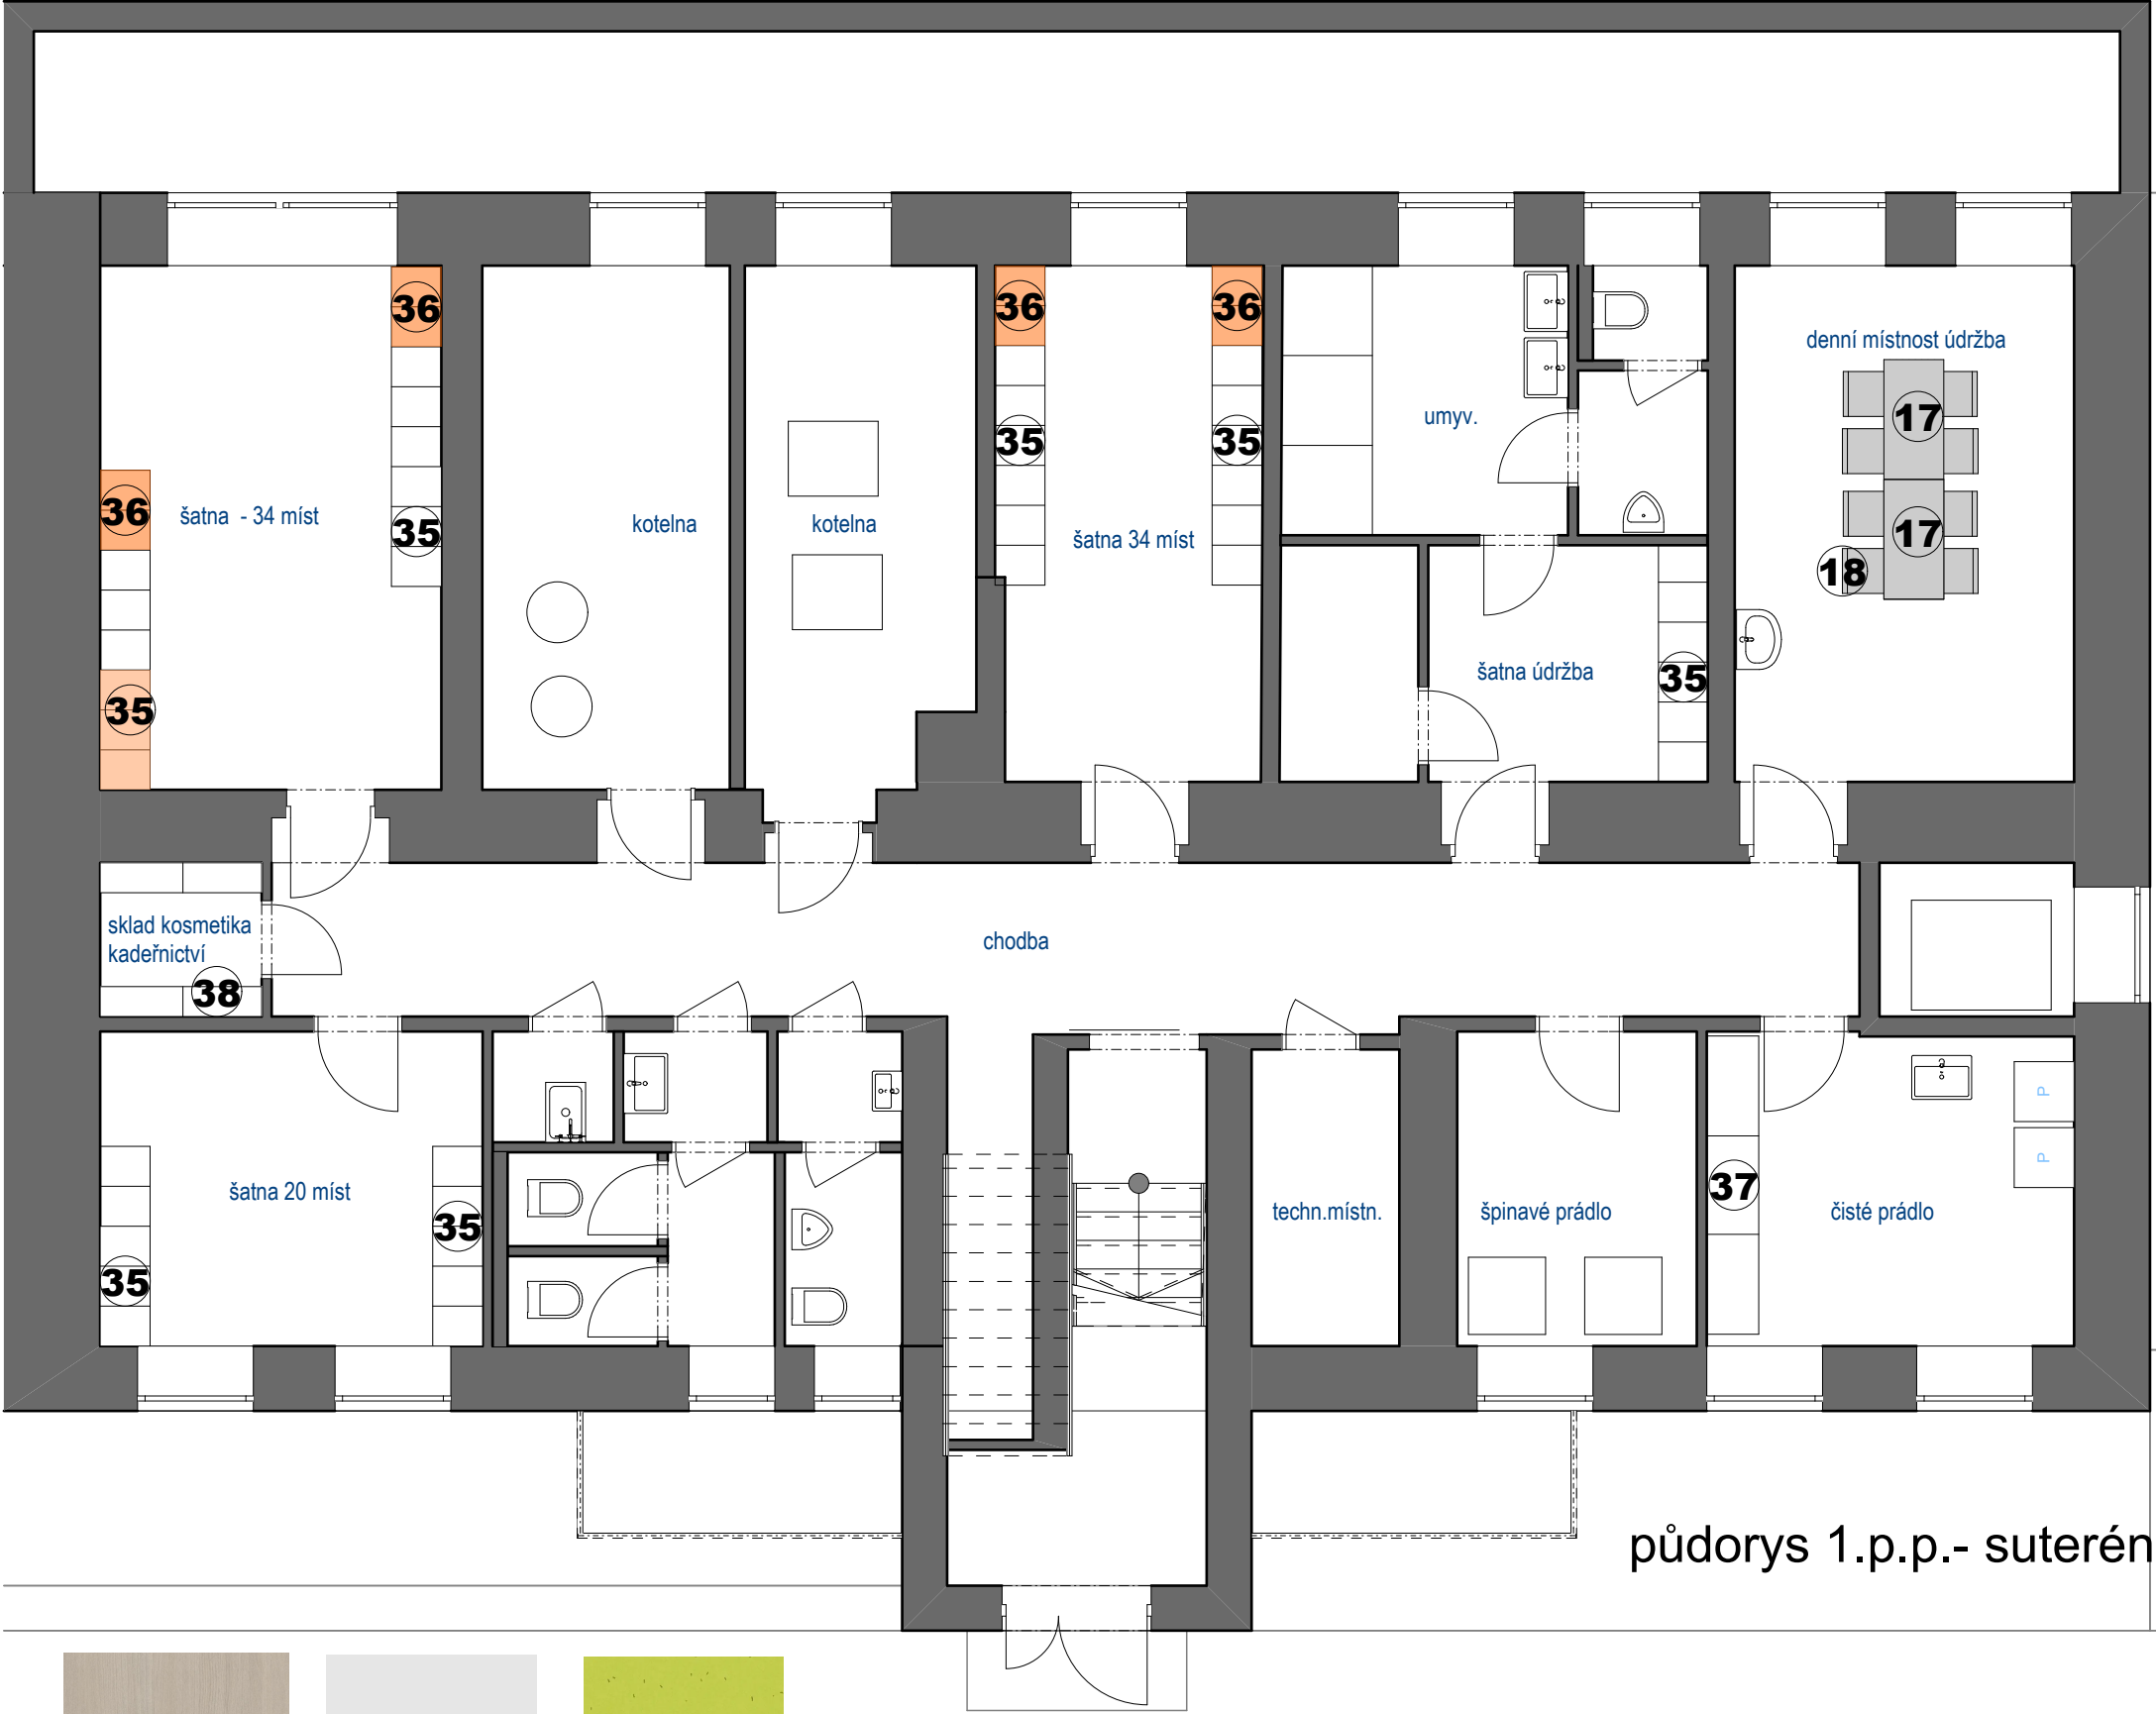 36
36
36
denní místnost údržba
17
umyv.
35
35
36
šatna - 34 míst
35
kotelna
kotelna
šatna 34 míst
17
18
šatna údržba
35
35
sklad kosmetika
kadeřnictví
38
chodba
P
P
šatna 20 míst
35
35
techn.místn.
špinavé prádlo
37
čisté prádlo
půdorys 1.p.p.- suterén